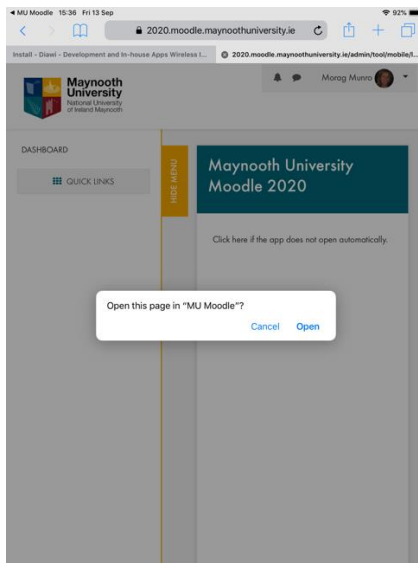 MU Moodle 15:36 Fri 13 Sep 92%
2020.moodle.maynoothuniversity.ie
Install - Diawi - Development and In-house Apps Wireless I... 2020.moodle.maynoothuniversity.ie/admin/tool/mobile/l...
Maynooth
University
National University
of Ireland Maynooth
Morag Munro
DASHBOARD
QUICK LINKS
HIDE MENU
Maynooth University
Moodle 2020
Click here if the app does not open automatically.
Open this page in “MU Moodle”?
Cancel Open